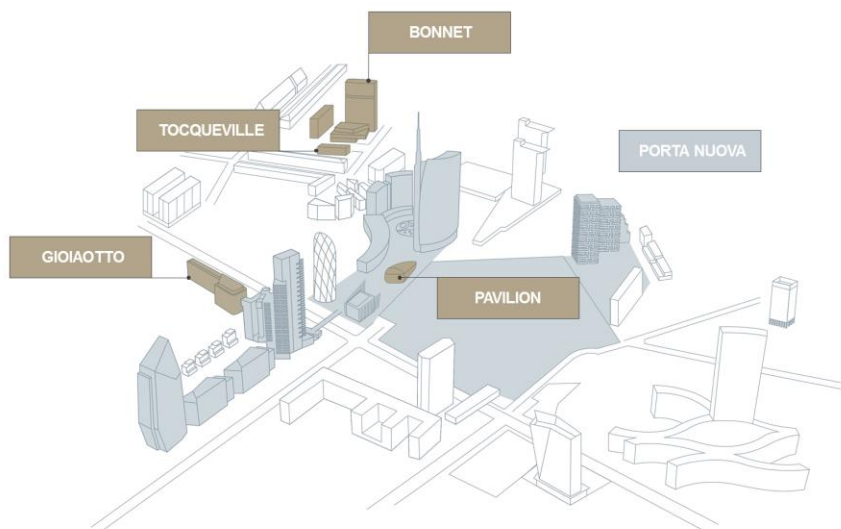 BONNET
TOCQUEVILLE
PORTA NUOVA
GIOIAOTTO
PAVILION